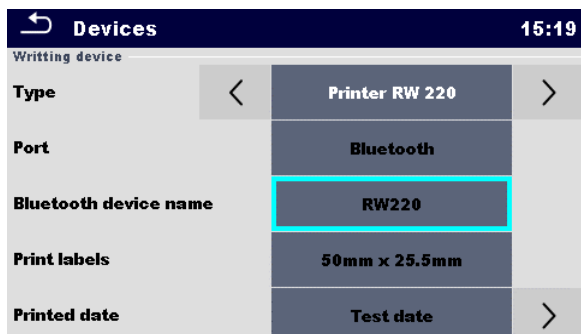 Devices 15:19
Writting device
Type Printer RW 220
Port Bluetooth
Bluetooth device name RW220
Print labels 50mm x 25.5mm
Printed date Test date